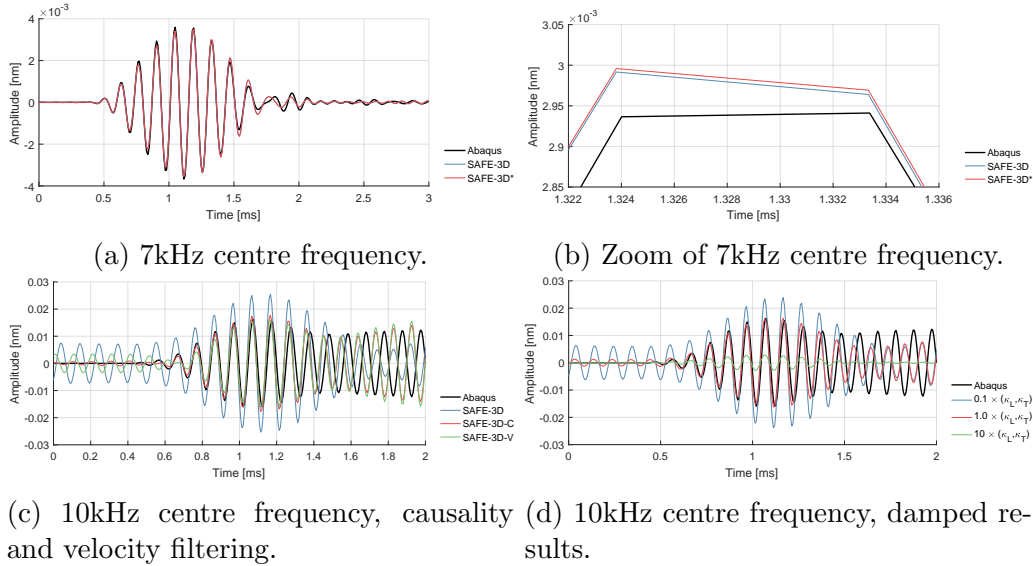 ×10⁻³
4
2
0
-2
-4
Amplitude [nm]
0 0.5 1 1.5 2 2.5 3
Time [ms]
Abaqus
SAFE-3D
SAFE-3D*
(a) 7kHz centre frequency.
×10⁻³
3.05
3
2.95
2.9
2.85
Amplitude [nm]
1.322 1.324 1.326 1.328 1.33 1.332 1.334 1.336
Time [ms]
Abaqus
SAFE-3D
SAFE-3D*
(b) Zoom of 7kHz centre frequency.
0.03
0.02
0.01
0
-0.01
-0.02
-0.03
Amplitude [nm]
0 0.2 0.4 0.6 0.8 1 1.2 1.4 1.6 1.8 2
Time [ms]
Abaqus
SAFE-3D
SAFE-3D-C
SAFE-3D-V
(c) 10kHz centre frequency, causality
and velocity filtering.
0.03
0.02
0.01
0
-0.01
-0.02
-0.03
Amplitude [nm]
0 0.5 1 1.5 2
Time [ms]
Abaqus
0.1 × (κL,κT)
1.0 × (κL,κT)
10 × (κL,κT)
(d) 10kHz centre frequency, damped re-
sults.